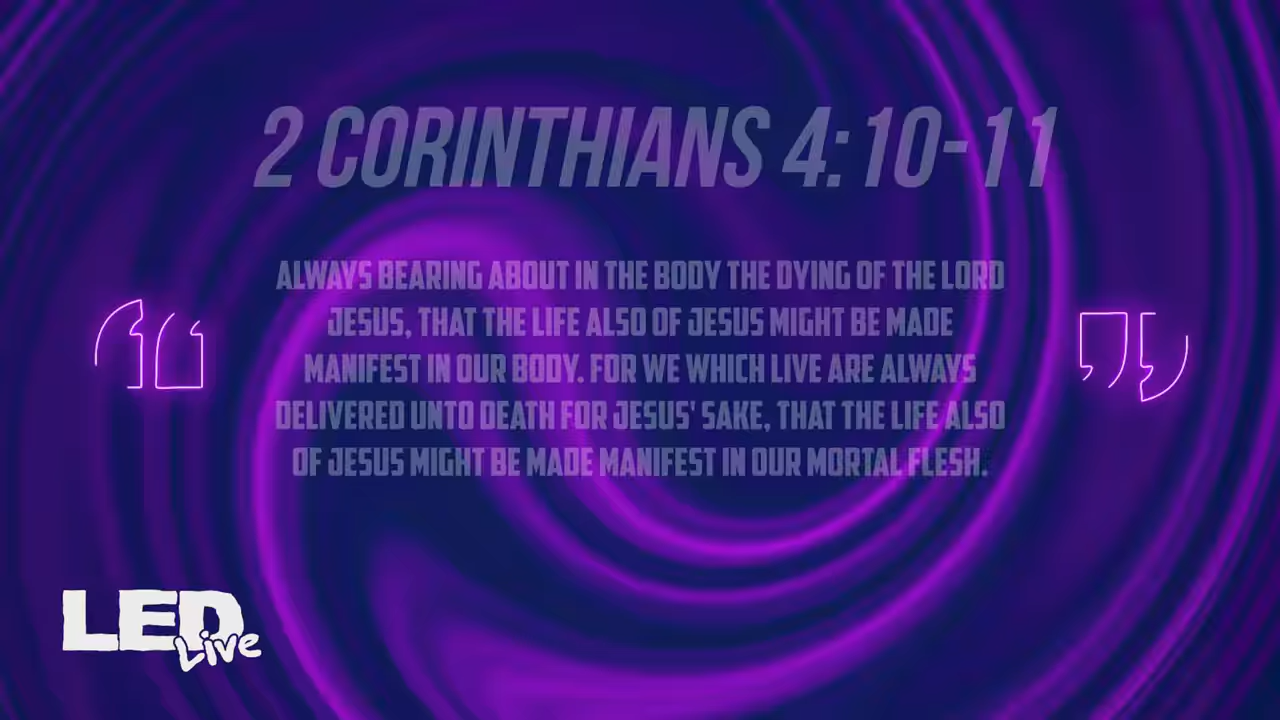 2 CORINTHIANS 4:10-11
ALWAYS BEARING ABOUT IN THE BODY THE DYING OF THE LORD
JESUS, THAT THE LIFE ALSO OF JESUS MIGHT BE MADE
MANIFEST IN OUR BODY. FOR WE WHICH LIVE ARE ALWAYS
DELIVERED UNTO DEATH FOR JESUS' SAKE, THAT THE LIFE ALSO
OF JESUS MIGHT BE MADE MANIFEST IN OUR MORTAL FLESH.
LED
Live